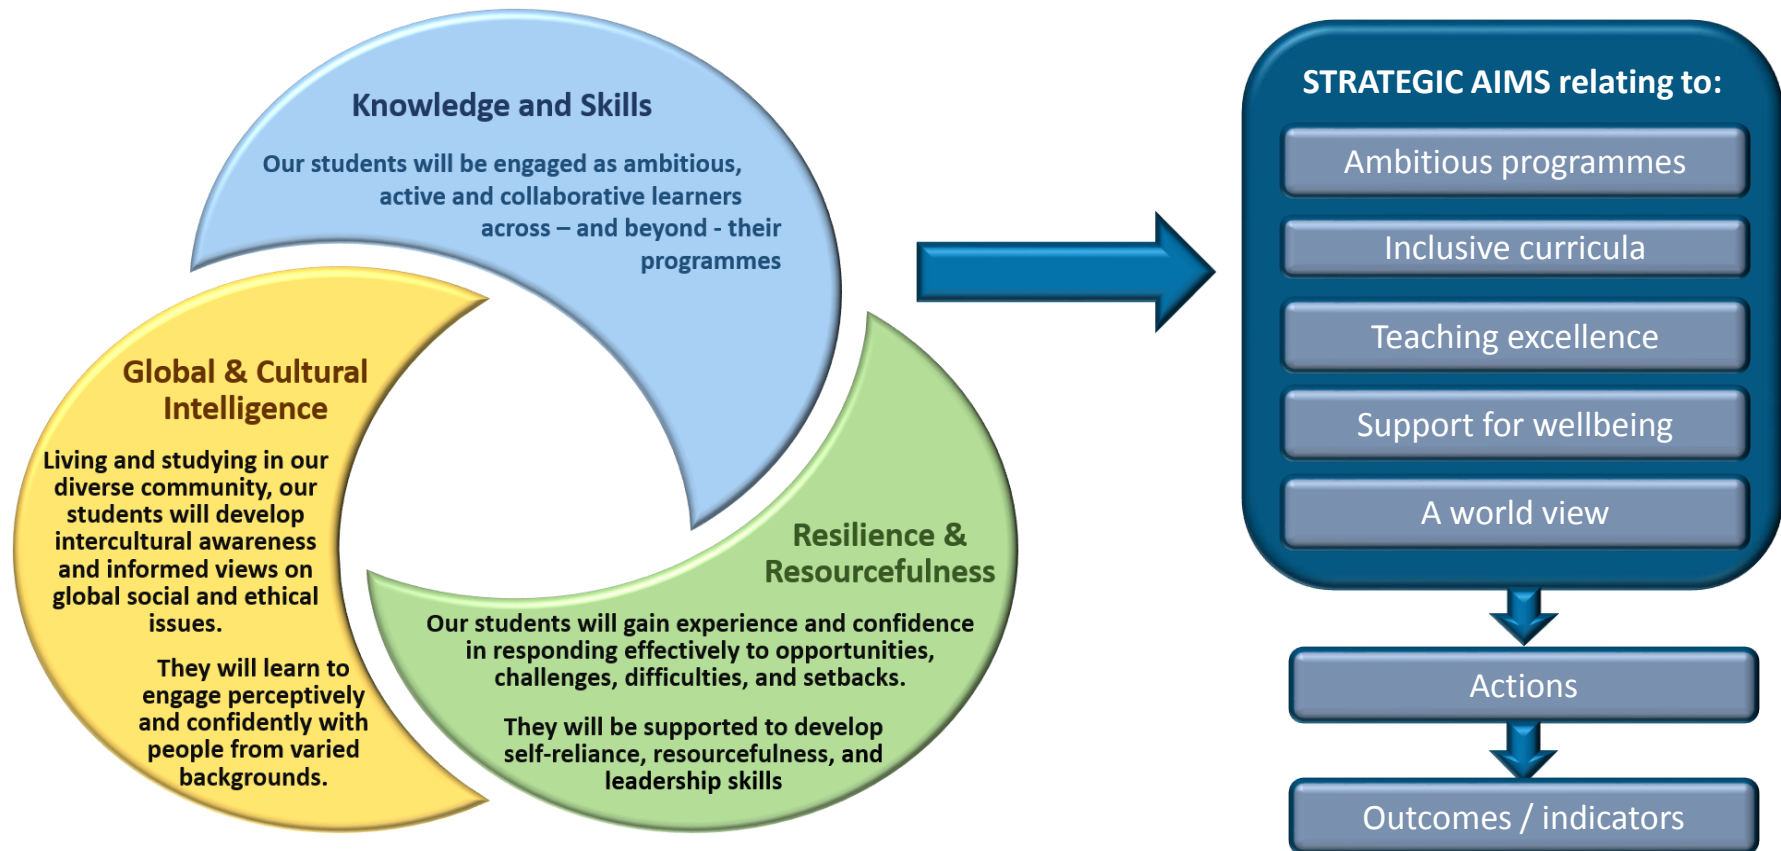 Knowledge and Skills
Our students will be engaged as ambitious,
active and collaborative learners
across – and beyond - their
programmes
Global & Cultural
Intelligence
Living and studying in our
diverse community, our
students will develop
intercultural awareness
and informed views on
global social and ethical
issues.
They will learn to
engage perceptively
and confidently with
people from varied
backgrounds.
Resilience &
Resourcefulness
Our students will gain experience and confidence
in responding effectively to opportunities,
challenges, difficulties, and setbacks.
They will be supported to develop
self-reliance, resourcefulness, and
leadership skills
STRATEGIC AIMS relating to:
Ambitious programmes
Inclusive curricula
Teaching excellence
Support for wellbeing
A world view
Actions
Outcomes / indicators